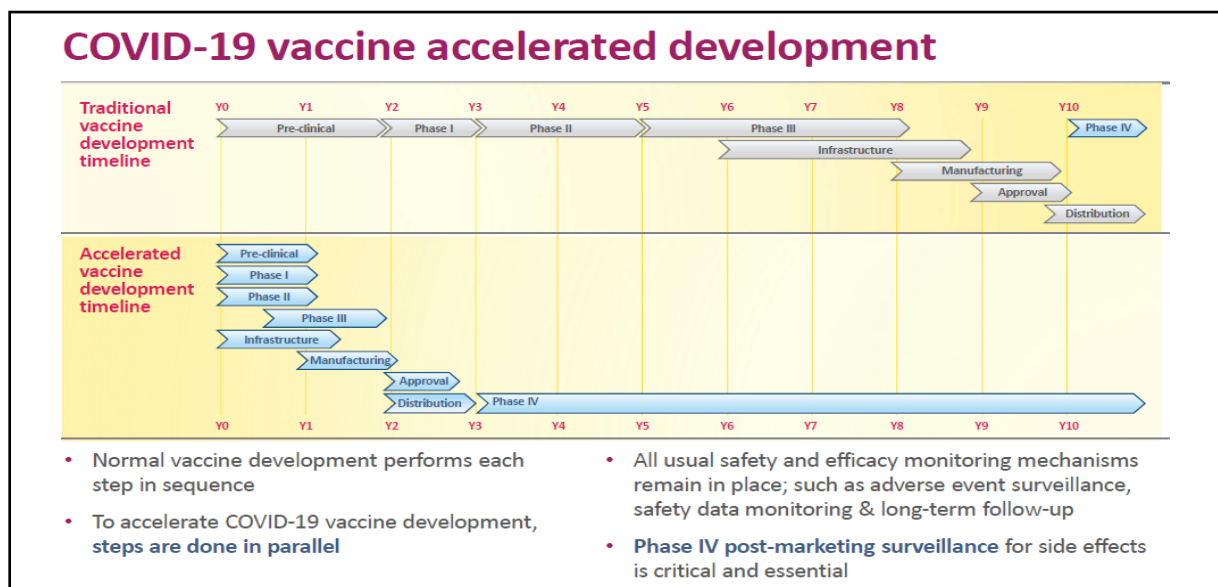 COVID-19 vaccine accelerated development
Traditional
vaccine
development
timeline
Y0 Y1 Y2 Y3 Y4 Y5 Y6 Y7 Y8 Y9 Y10
Pre-clinical Phase I Phase II Phase III Phase IV
Infrastructure
Manufacturing
Approval
Distribution
Accelerated
vaccine
development
timeline
Pre-clinical
Phase I
Phase II
Phase III
Infrastructure
Manufacturing
Approval
Distribution Phase IV
Y0 Y1 Y2 Y3 Y4 Y5 Y6 Y7 Y8 Y9 Y10
• Normal vaccine development performs each
step in sequence
• To accelerate COVID-19 vaccine development,
steps are done in parallel
• All usual safety and efficacy monitoring mechanisms
remain in place; such as adverse event surveillance,
safety data monitoring & long-term follow-up
• Phase IV post-marketing surveillance for side effects
is critical and essential